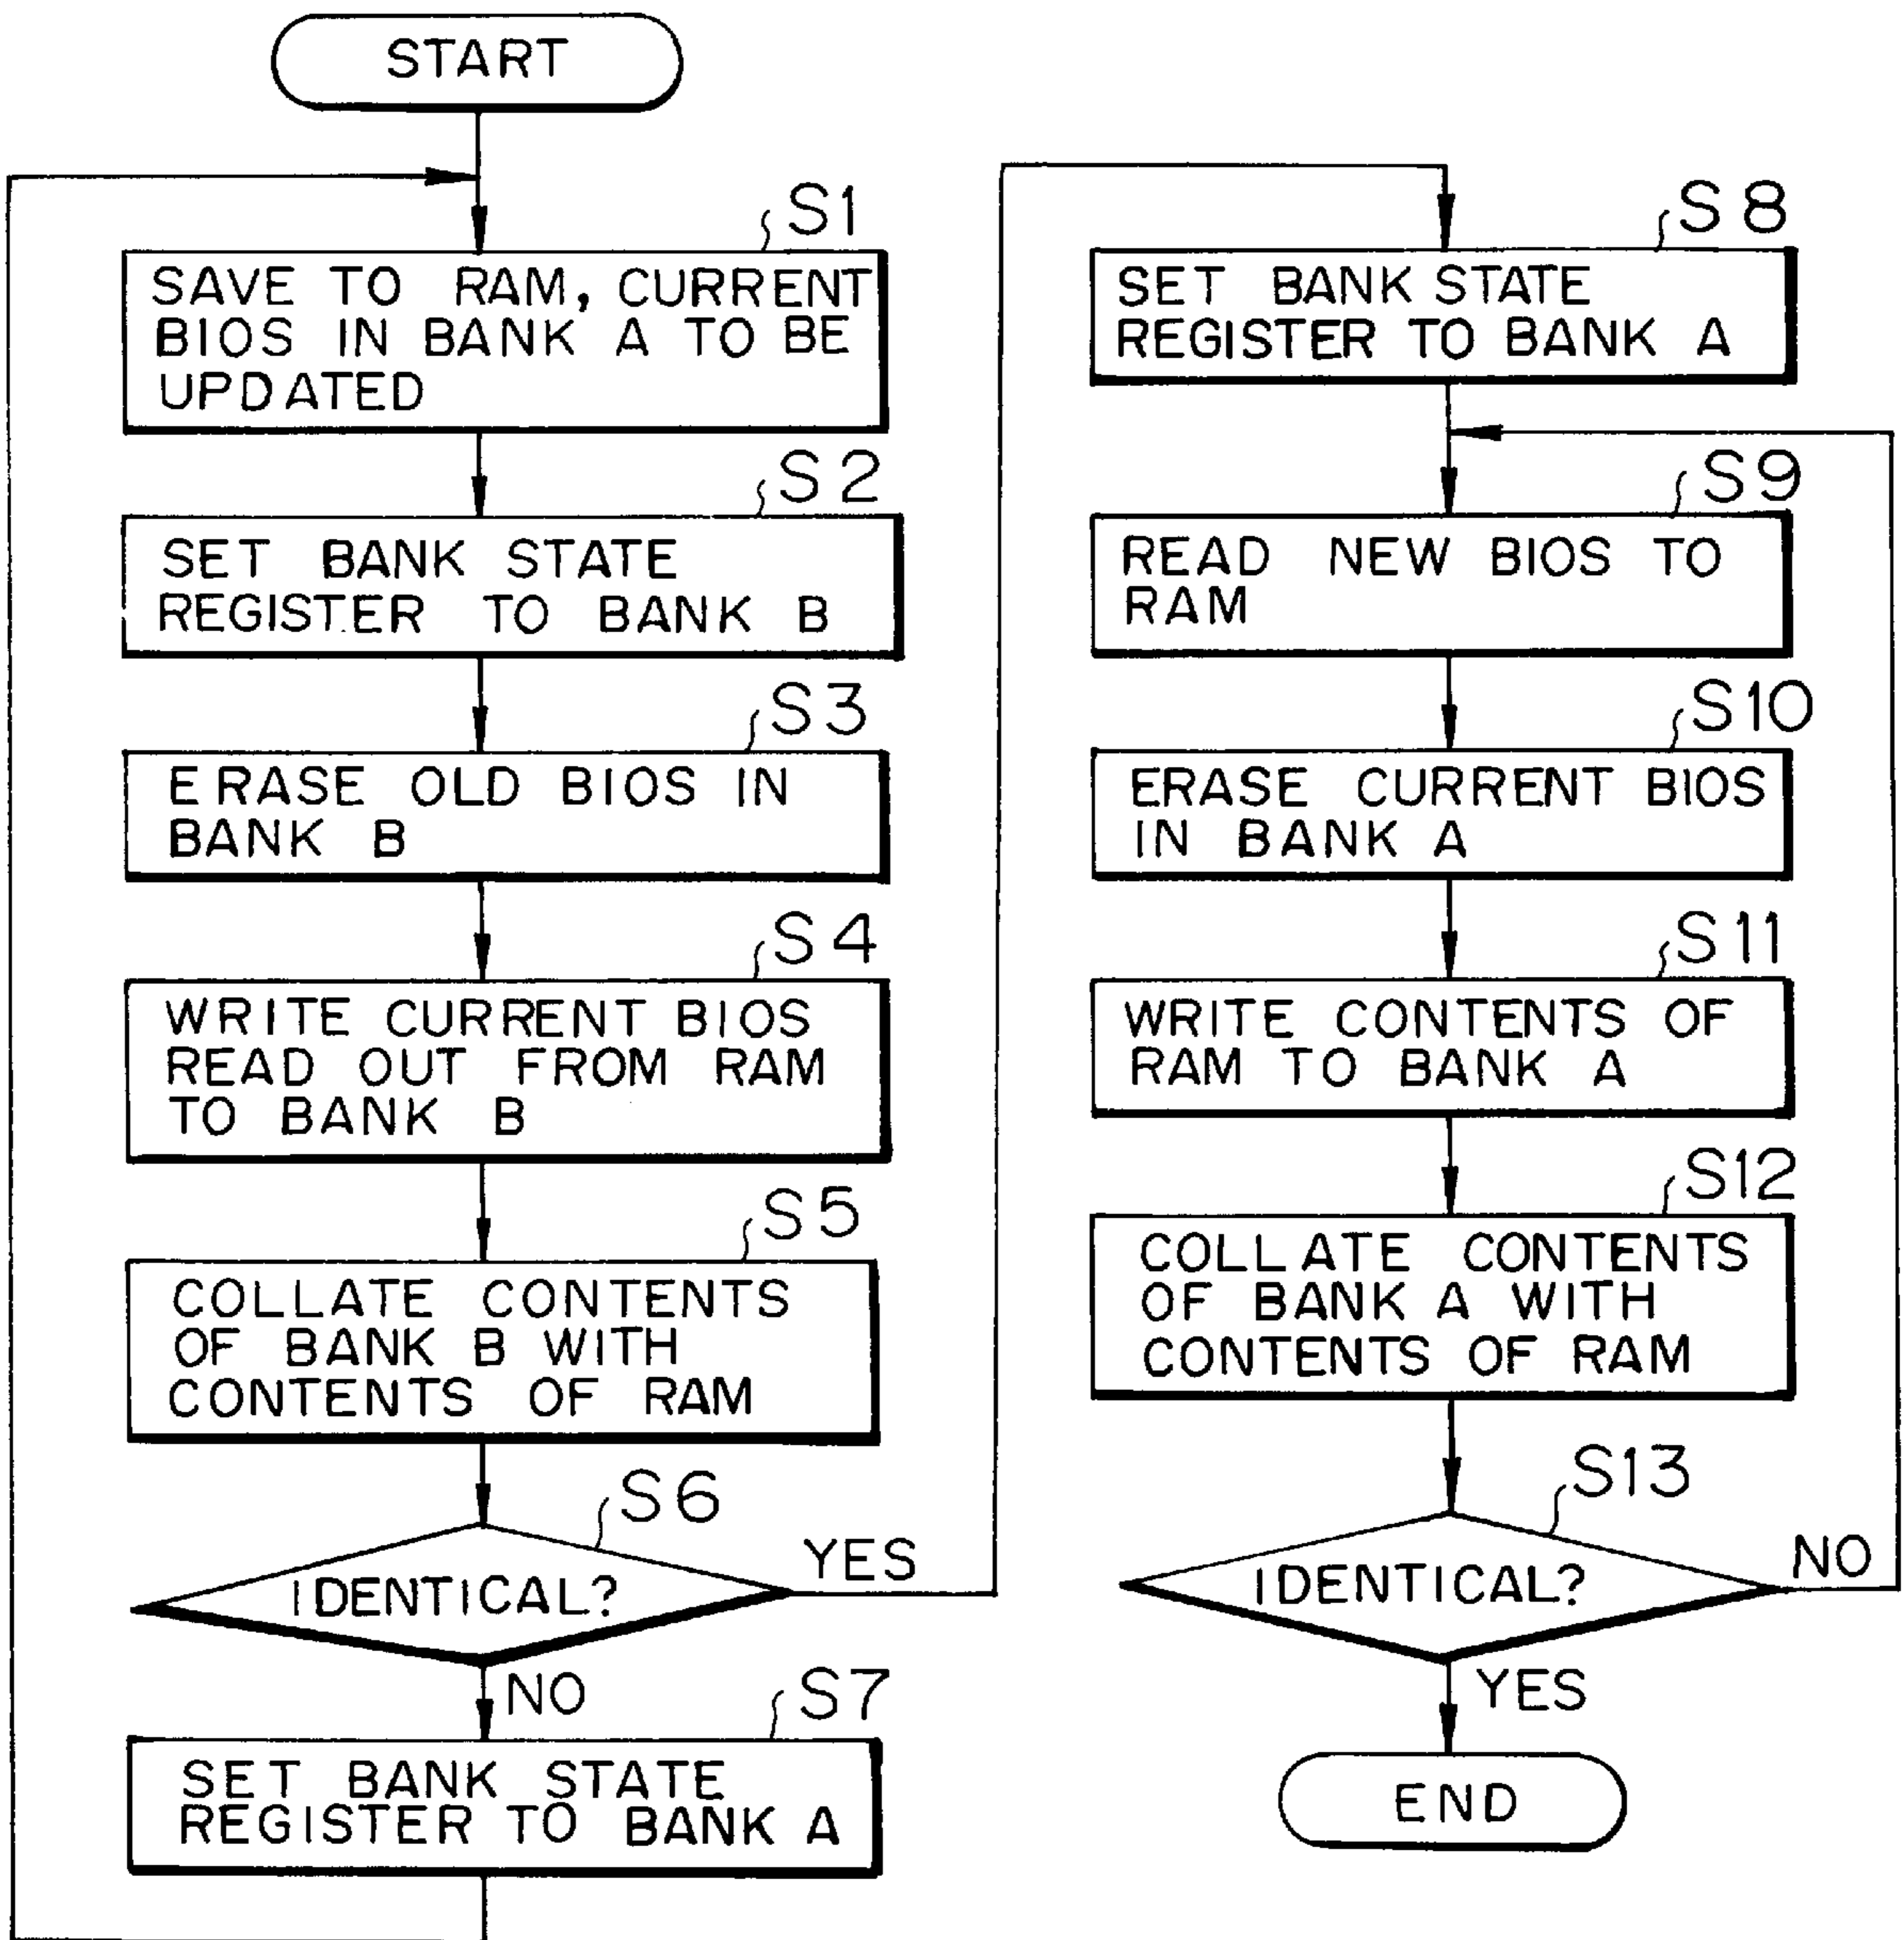 START
S1
SAVE TO RAM, CURRENT
BIOS IN BANK A TO BE
UPDATED
S2
SET BANK STATE
REGISTER TO BANK B
S3
ERASE OLD BIOS IN
BANK B
S4
WRITE CURRENT BIOS
READ OUT FROM RAM
TO BANK B
S5
COLLATE CONTENTS
OF BANK B WITH
CONTENTS OF RAM
S6
IDENTICAL?
YES
NO
S7
SET BANK STATE
REGISTER TO BANK A
S8
SET BANK STATE
REGISTER TO BANK A
S9
READ NEW BIOS TO
RAM
S10
ERASE CURRENT BIOS
IN BANK A
S11
WRITE CONTENTS OF
RAM TO BANK A
S12
COLLATE CONTENTS
OF BANK A WITH
CONTENTS OF RAM
S13
IDENTICAL?
NO
YES
END